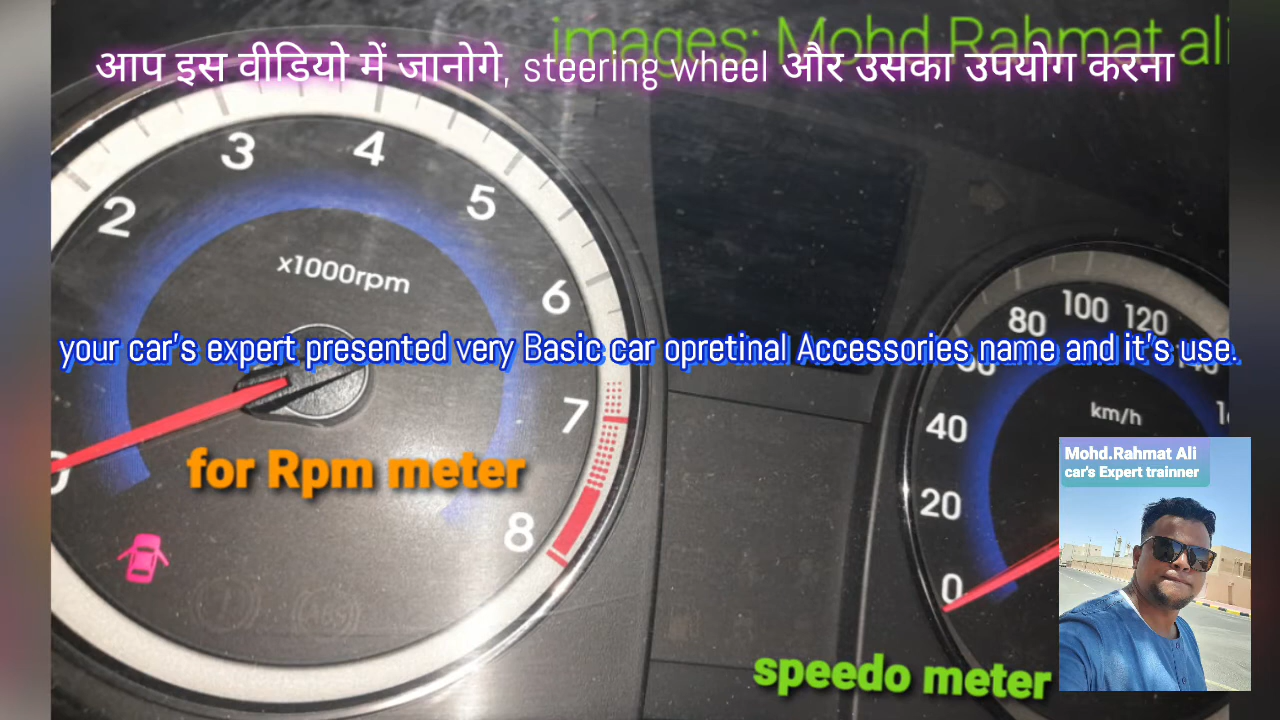 images: Mohd Rahmat ali
आप इस वीडियो में जानोगे, steering wheel और उसका उपयोग करना
3
4
2
5
x1000rpm
6
80 100 120
your car's expert presented very Basic car opretinal Accessories name and it's use.
km/h
7
40
Mohd.Rahmat Ali
car's Expert trainner
for Rpm meter
0
20
8
0
ABS
speedo meter